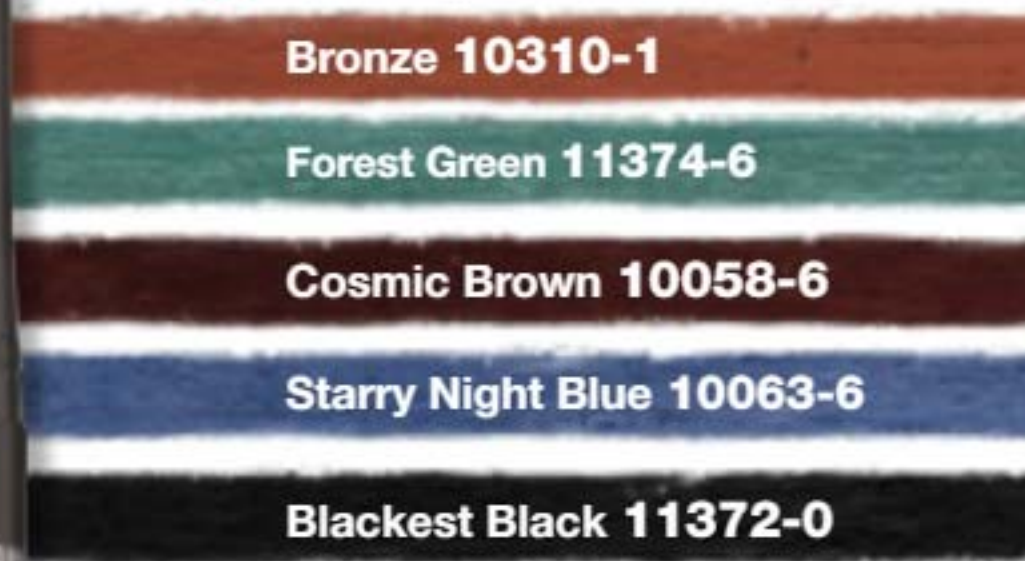 Bronze 10310-1
Forest Green 11374-6
Cosmic Brown 10058-6
Starry Night Blue 10063-6
Blackest Black 11372-0